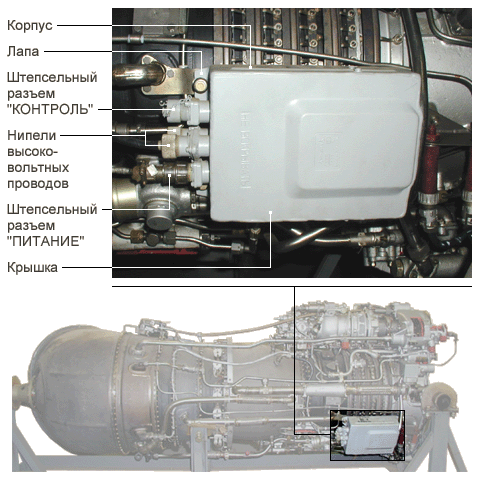 Корпус
Лапа
Штепсельный
разъем
"КОНТРОЛЬ"
Нипели
высоко-
вольтных
проводов
Штепсельный
разъем
"ПИТАНИЕ"
Крышка